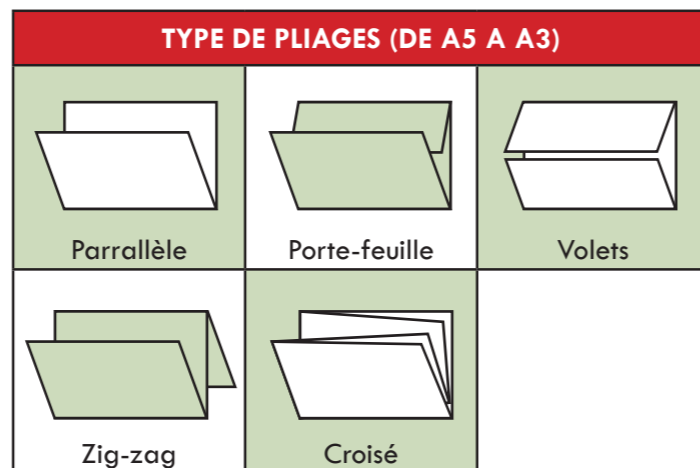 TYPE DE PLIAGES (DE A5 A A3)
Parrallèle
Porte-feuille
Volets
Zig-zag
Croisé